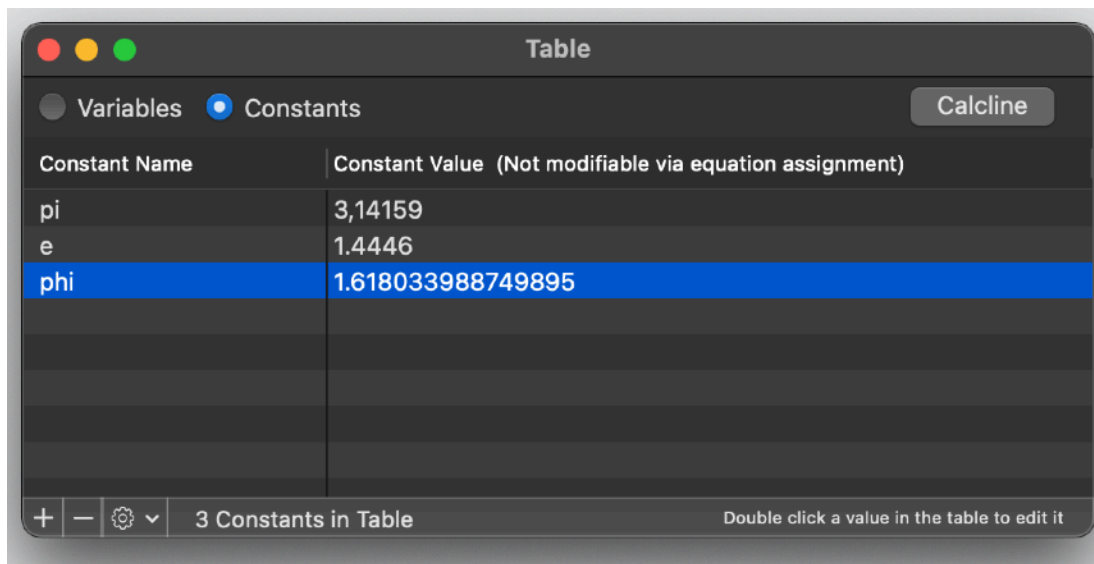 Table
Variables Constants Calcline
Constant Name Constant Value (Not modifiable via equation assignment)
pi 3,14159
e 1.4446
phi 1.618033988749895
+ − 3 Constants in Table Double click a value in the table to edit it